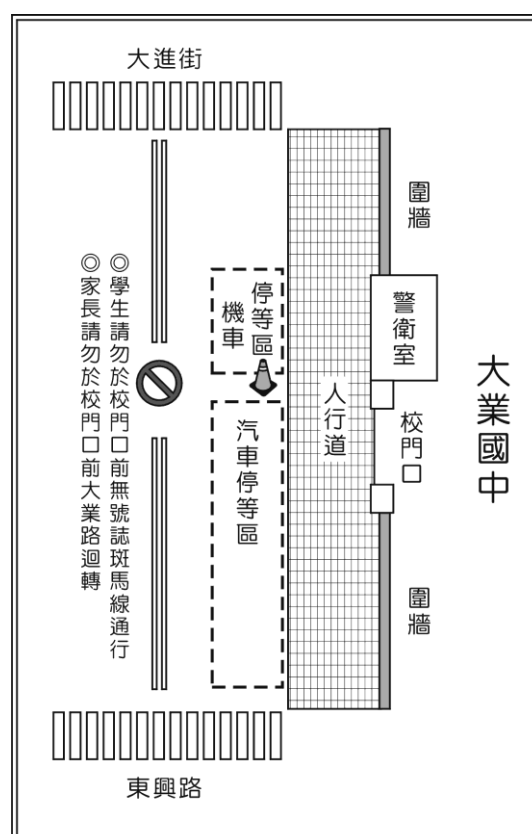 大進街
圍牆
警衛室
停等區
機車
◎學生請勿於校門口前無號誌斑馬線通行
◎家長請勿於校門口前大業路迴轉
人行道
汽車停等區
校門口
大業國中
圍牆
東興路